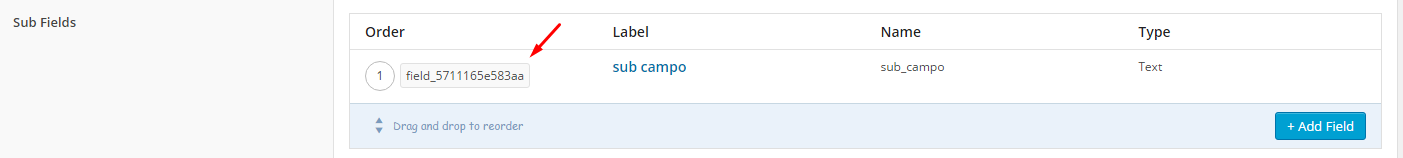 Sub Fields
Order Label Name Type
1 field_5711165e583aa sub campo sub_campo Text
Drag and drop to reorder + Add Field